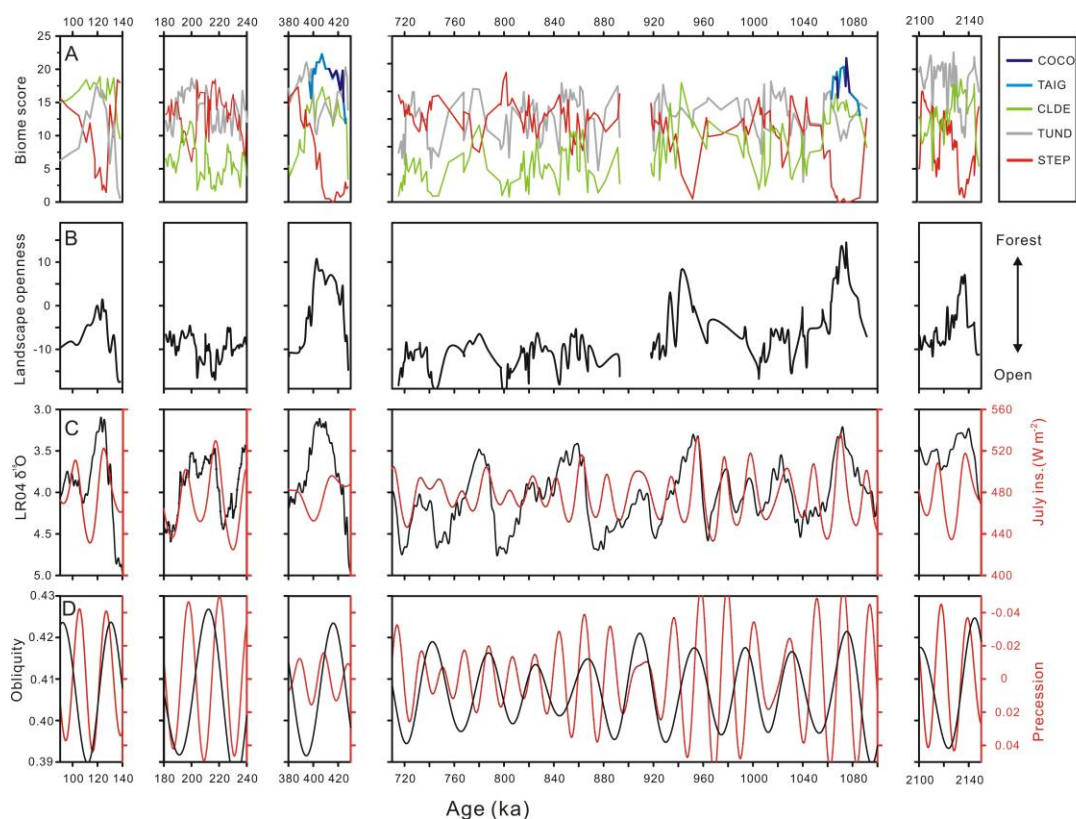 100 120 140 180 200 220 240 380 400 420 720 760 800 840 880 920 960 1000 1040 1080 2100 2140
A
Biome score
25
20
15
10
5
0
COCO
TAIG
CLDE
TUND
STEP
B
Landscape openness
10
0
-10
Forest
Open
C
LR04 δ¹⁸O
3.0
3.5
4.0
4.5
5.0
560
520
480
440
400
July ins.(W m⁻²)
D
Obliquity
0.43
0.42
0.41
0.40
0.39
-0.04
-0.02
0
0.02
0.04
Precession
100 120 140 180 200 220 240 380 400 420 720 760 800 840 880 920 960 1000 1040 1080 2100 2140
Age (ka)